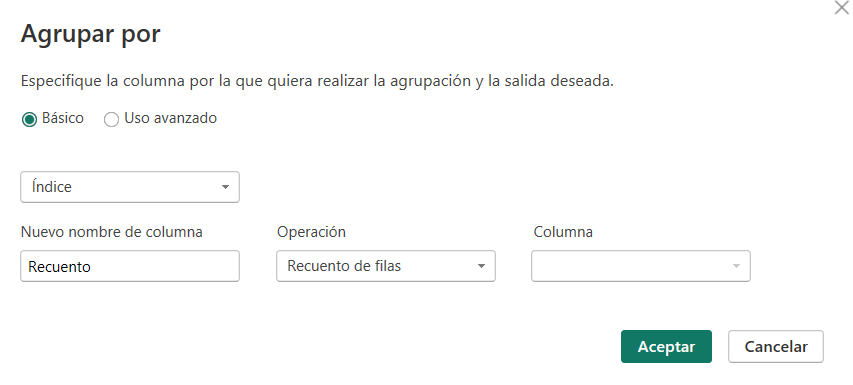 Agrupar por
Especifique la columna por la que quiera realizar la agrupación y la salida deseada.
Básico Uso avanzado
Índice
Nuevo nombre de columna Operación Columna
Recuento Recuento de filas
Aceptar Cancelar